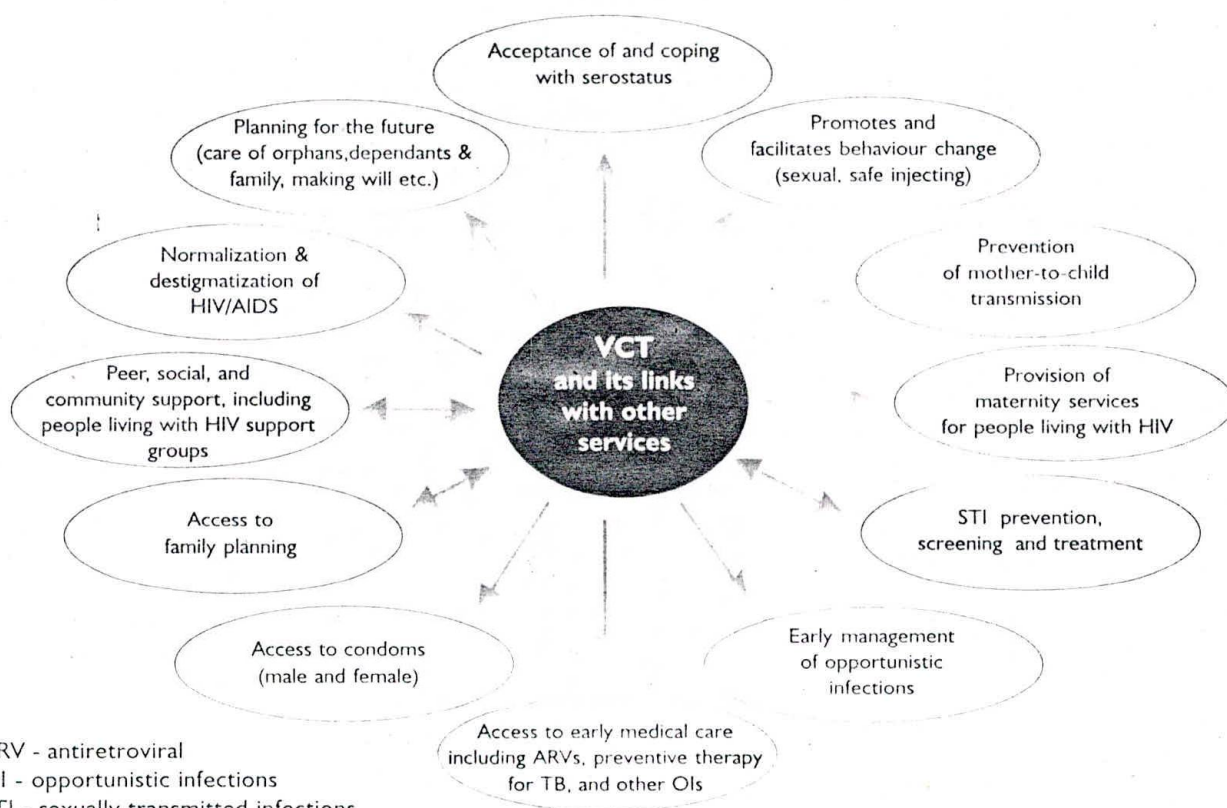 Acceptance of and coping
with serostatus
Promotes and
facilitates behaviour change
(sexual, safe injecting)
Prevention
of mother-to-child
transmission
Provision of
maternity services
for people living with HIV
STI prevention,
screening and treatment
Early management
of opportunistic
infections
Access to early medical care
including ARVs, preventive therapy
for TB, and other OIs
Access to condoms
(male and female)
Access to
family planning
Peer, social, and
community support, including
people living with HIV support
groups
Normalization &
destigmatization of
HIV/AIDS
Planning for the future
(care of orphans,dependants &
family, making will etc.)
VCT
and its links
with other
services
RV - antiretroviral
I - opportunistic infections
TI - sexually transmitted infections